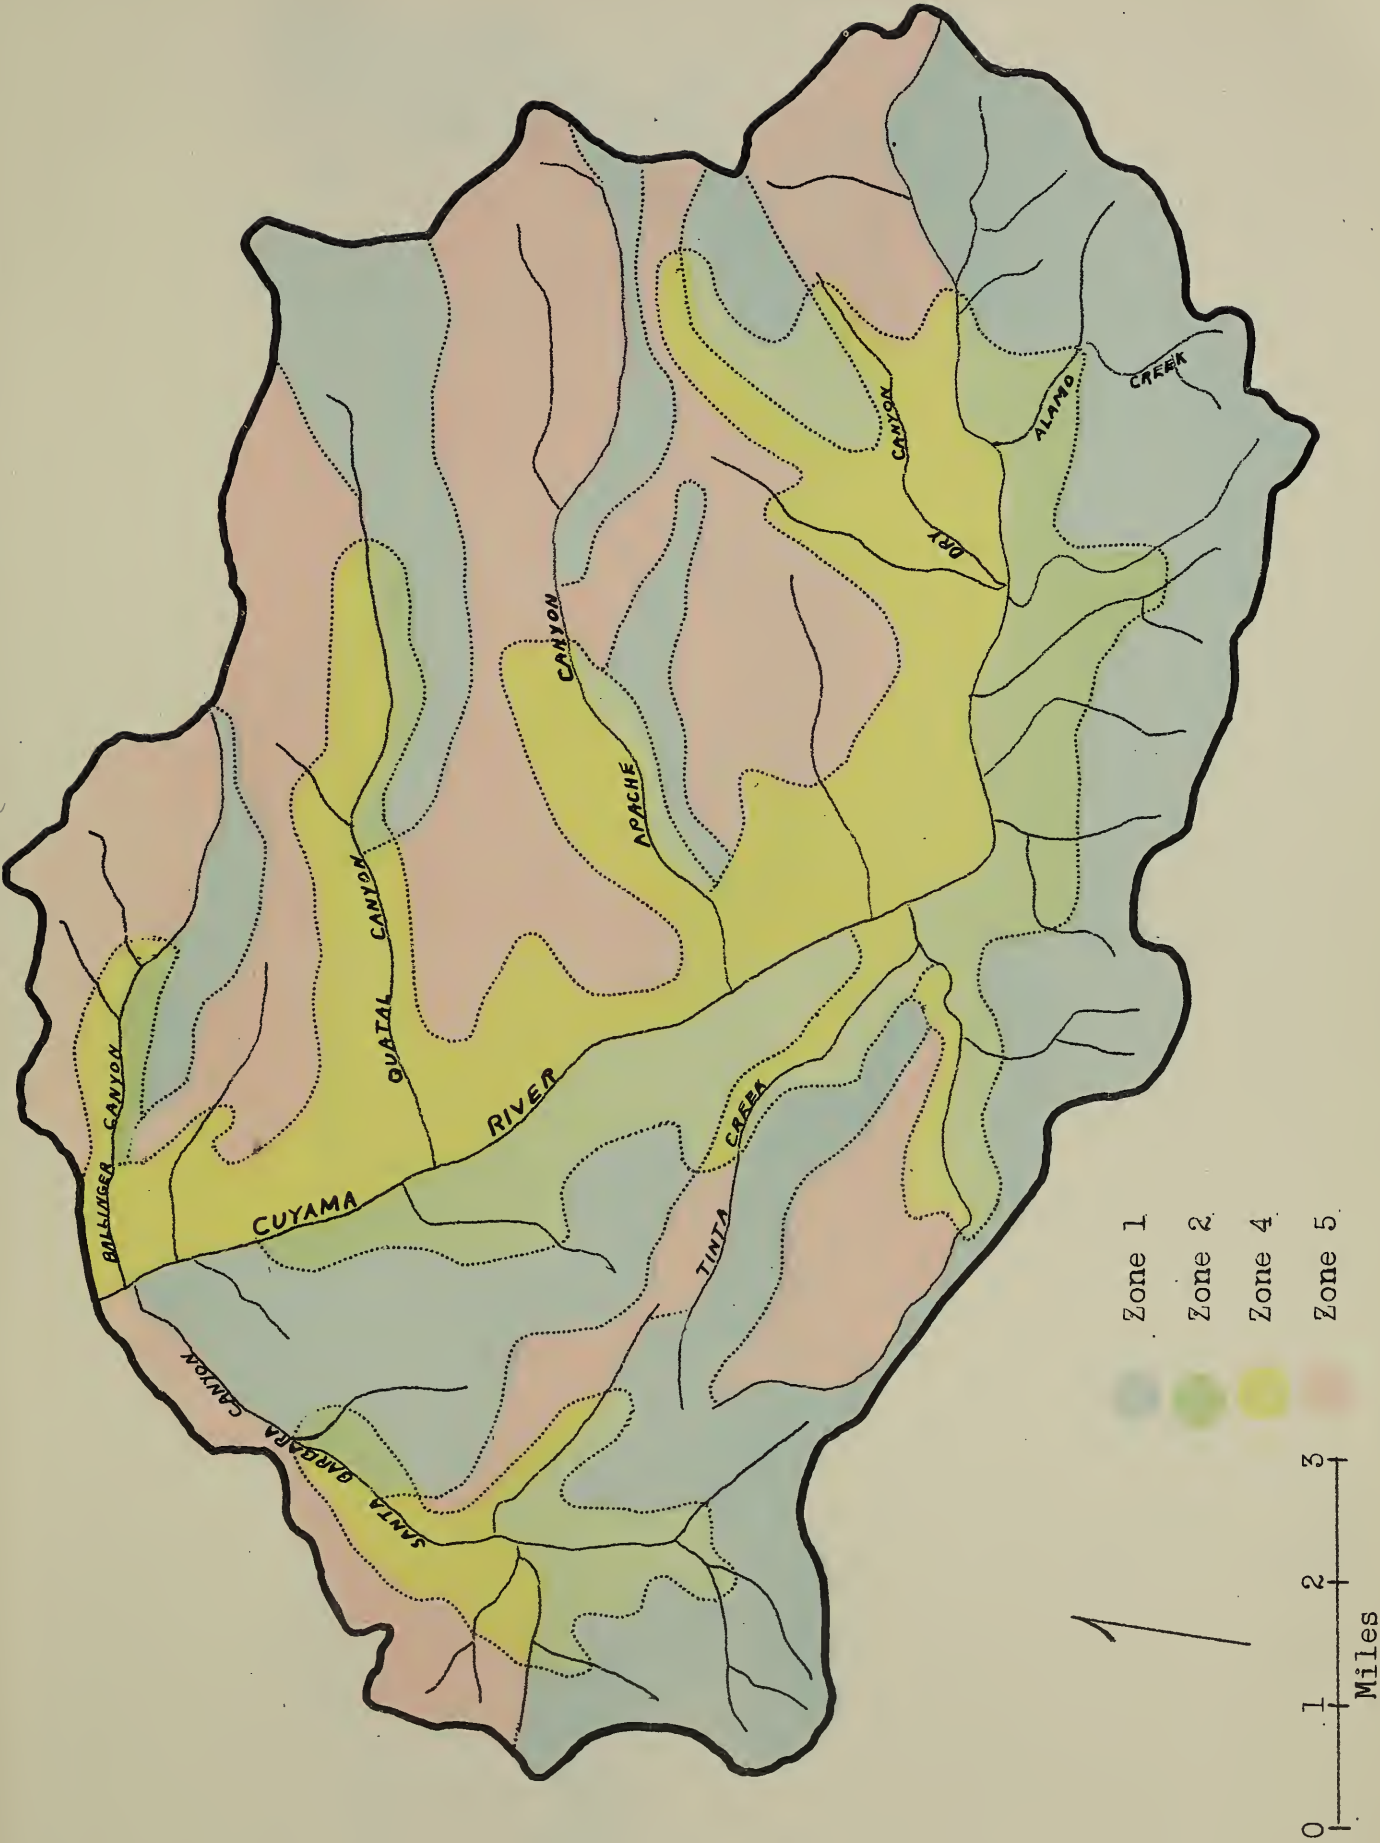 BALLINGER CANYON
QUATAL CANYON
CUYAMA RIVER
APACHE CANYON
DRY CANYON
ALAMO CREEK
TINTA CREEK
SANTA BARBARA CANYON
Zone 1
Zone 2
Zone 4
Zone 5
0 1 2 3
Miles